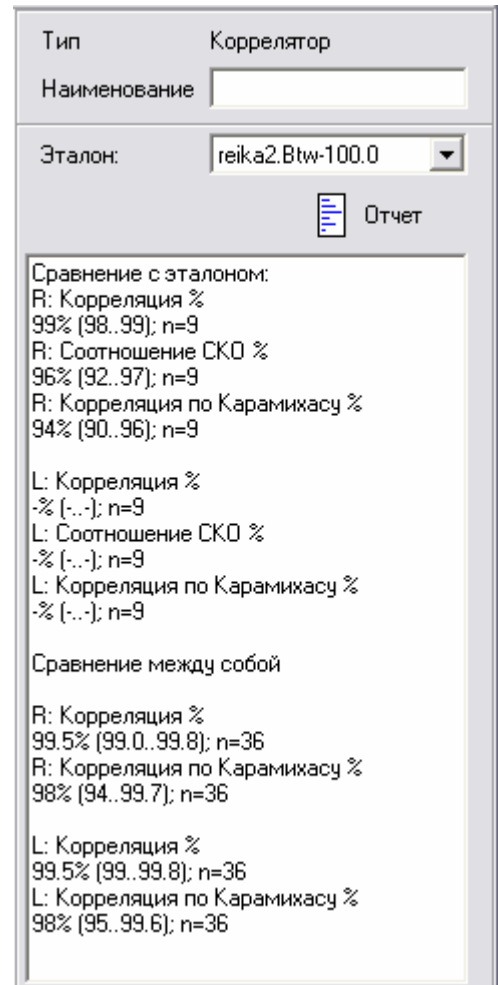 Тип Коррелятор
Наименование
Эталон: reika2.Btw-100.0
Отчет
Сравнение с эталоном:
R: Корреляция %
99% (98..99); n=9
R: Соотношение СКО %
96% (92..97); n=9
R: Корреляция по Карамихасу %
94% (90..96); n=9
L: Корреляция %
-% (-..-); n=9
L: Соотношение СКО %
-% (-..-); n=9
L: Корреляция по Карамихасу %
-% (-..-); n=9
Сравнение между собой
R: Корреляция %
99.5% (99.0..99.8); n=36
R: Корреляция по Карамихасу %
98% (94..99.7); n=36
L: Корреляция %
99.5% (99..99.8); n=36
L: Корреляция по Карамихасу %
98% (95..99.6); n=36